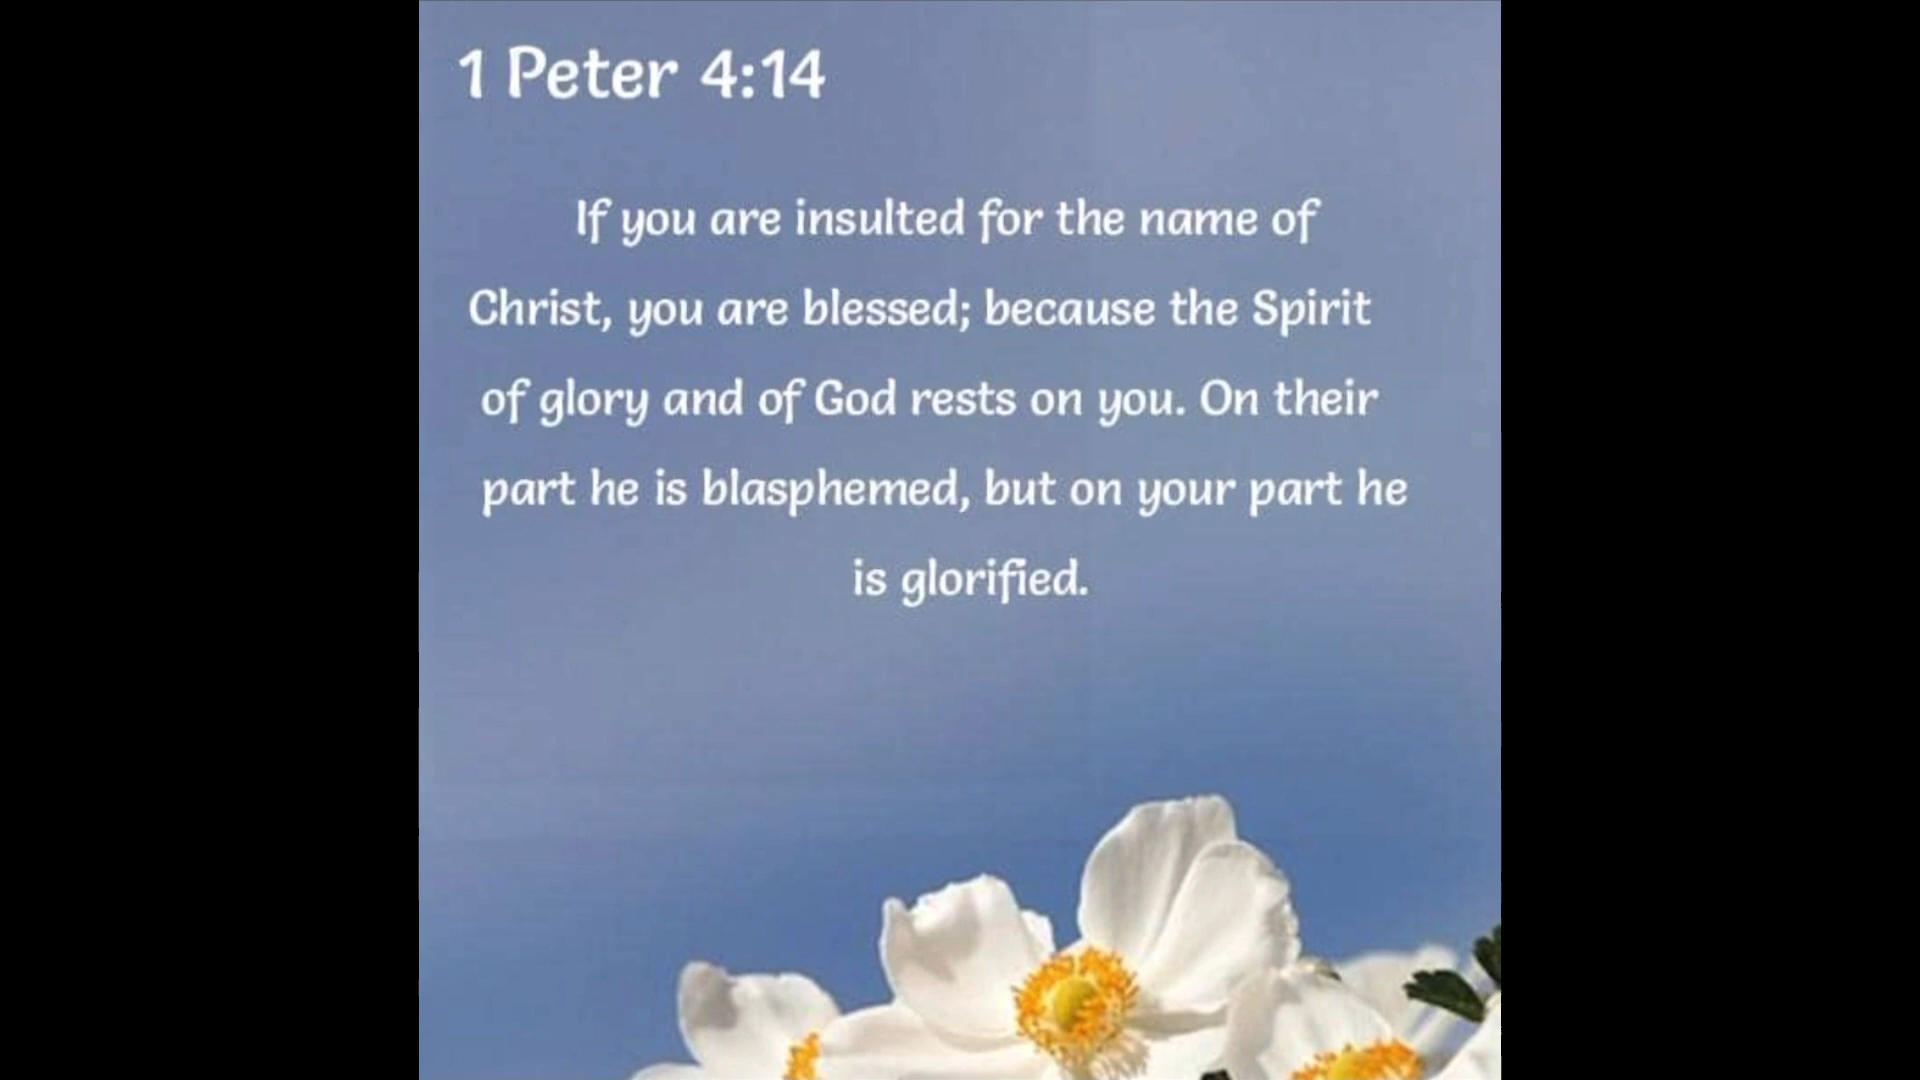 1 Peter 4:14
If you are insulted for the name of
Christ, you are blessed; because the Spirit
of glory and of God rests on you. On their
part he is blasphemed, but on your part he
is glorified.